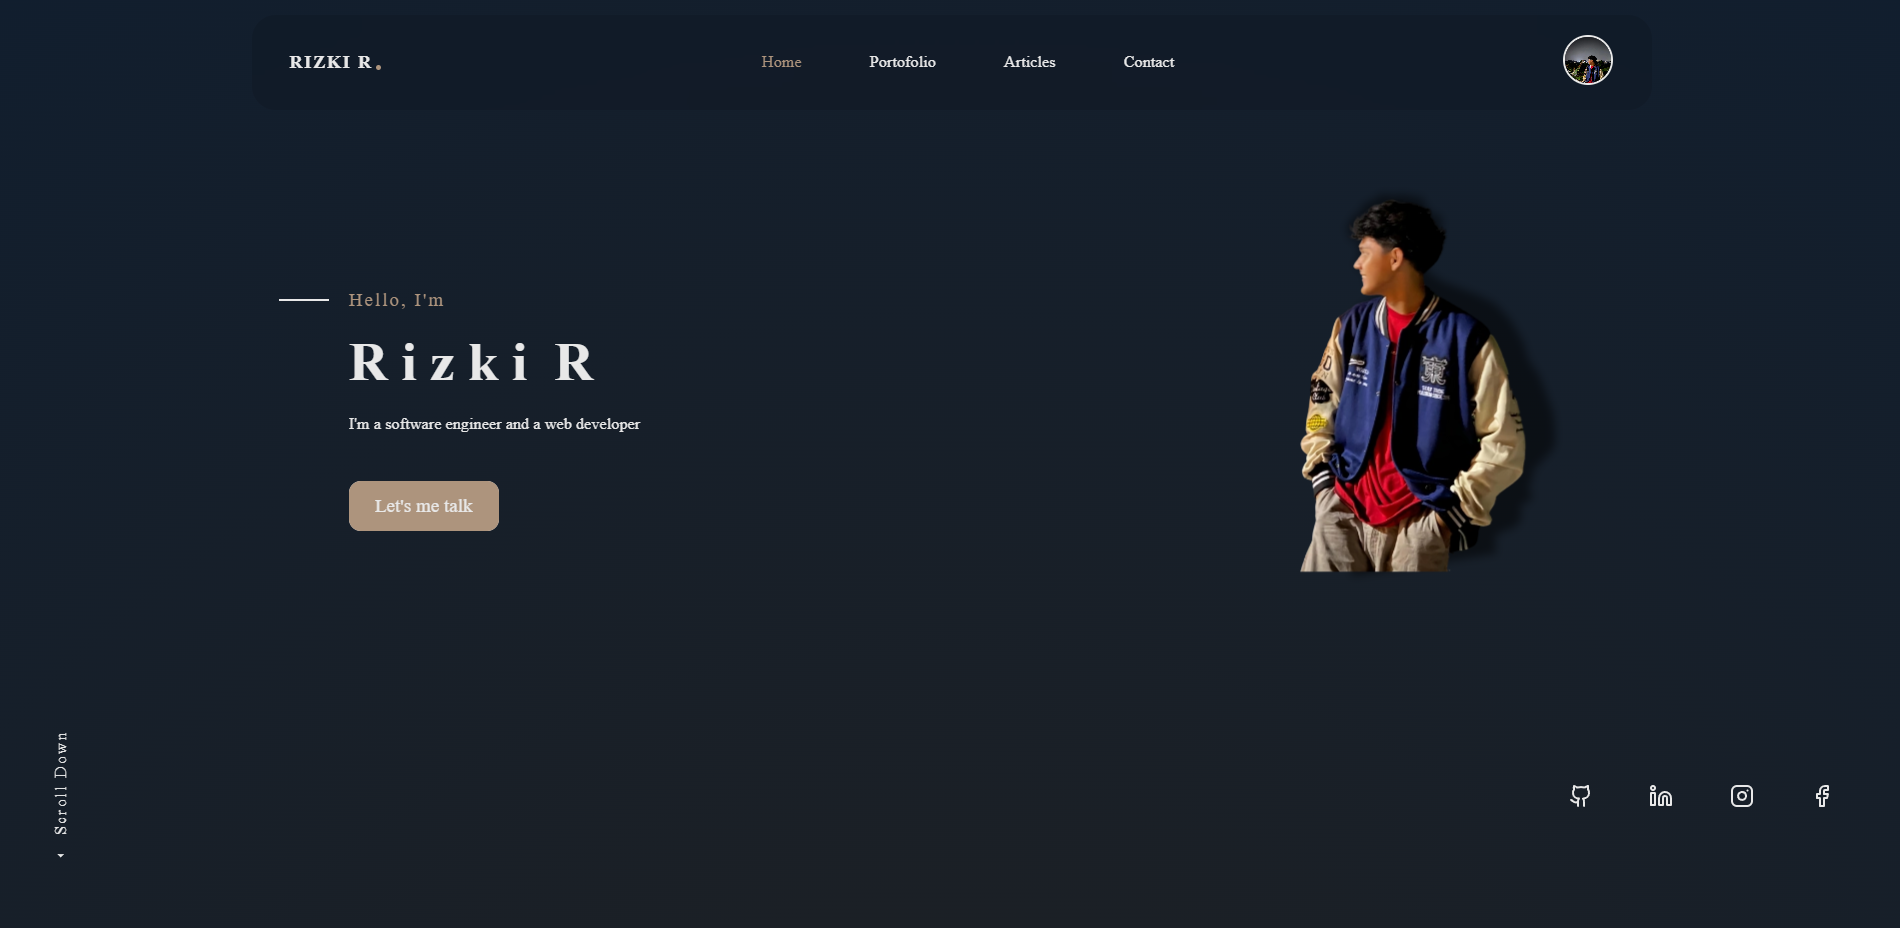 RIZKI R.
Home
Portofolio
Articles
Contact
Hello, I'm
Rizki R
I'm a software engineer and a web developer
Let's me talk
Scroll Down